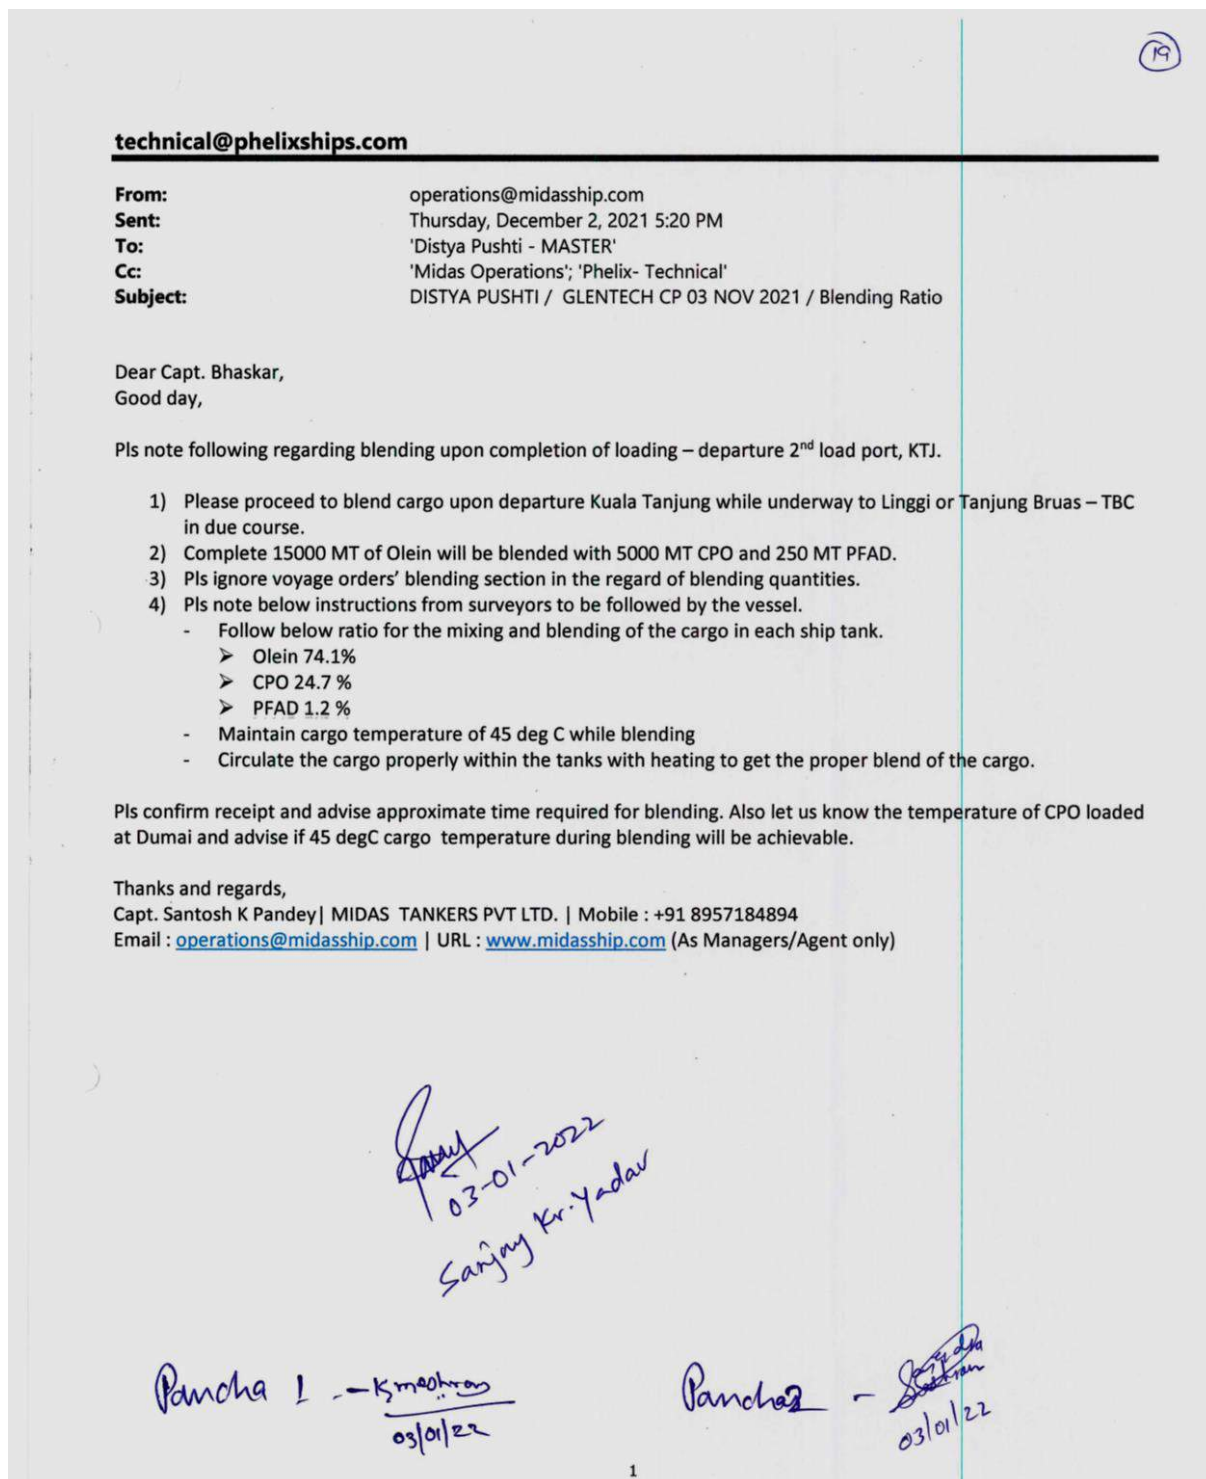 19
technical@phelixships.com
From: operations@midasship.com
Sent: Thursday, December 2, 2021 5:20 PM
To: 'Distya Pushti - MASTER'
Cc: 'Midas Operations'; 'Phelix- Technical'
Subject: DISTYA PUSHTI / GLENTECH CP 03 NOV 2021 / Blending Ratio
Dear Capt. Bhaskar,
Good day,
Pls note following regarding blending upon completion of loading – departure 2nd load port, KTJ.
1) Please proceed to blend cargo upon departure Kuala Tanjung while underway to Linggi or Tanjung Bruas – TBC
in due course.
2) Complete 15000 MT of Olein will be blended with 5000 MT CPO and 250 MT PFAD.
3) Pls ignore voyage orders' blending section in the regard of blending quantities.
4) Pls note below instructions from surveyors to be followed by the vessel.
- Follow below ratio for the mixing and blending of the cargo in each ship tank.
➢ Olein 74.1%
➢ CPO 24.7 %
➢ PFAD 1.2 %
- Maintain cargo temperature of 45 deg C while blending
- Circulate the cargo properly within the tanks with heating to get the proper blend of the cargo.
Pls confirm receipt and advise approximate time required for blending. Also let us know the temperature of CPO loaded
at Dumai and advise if 45 degC cargo temperature during blending will be achievable.
Thanks and regards,
Capt. Santosh K Pandey| MIDAS TANKERS PVT LTD. | Mobile : +91 8957184894
Email : operations@midasship.com | URL : www.midasship.com (As Managers/Agent only)
03-01-2022
Sanjay Kr. Yadav
Pancha 1 -
03/01/22
Pancha2 -
03/01/22
1